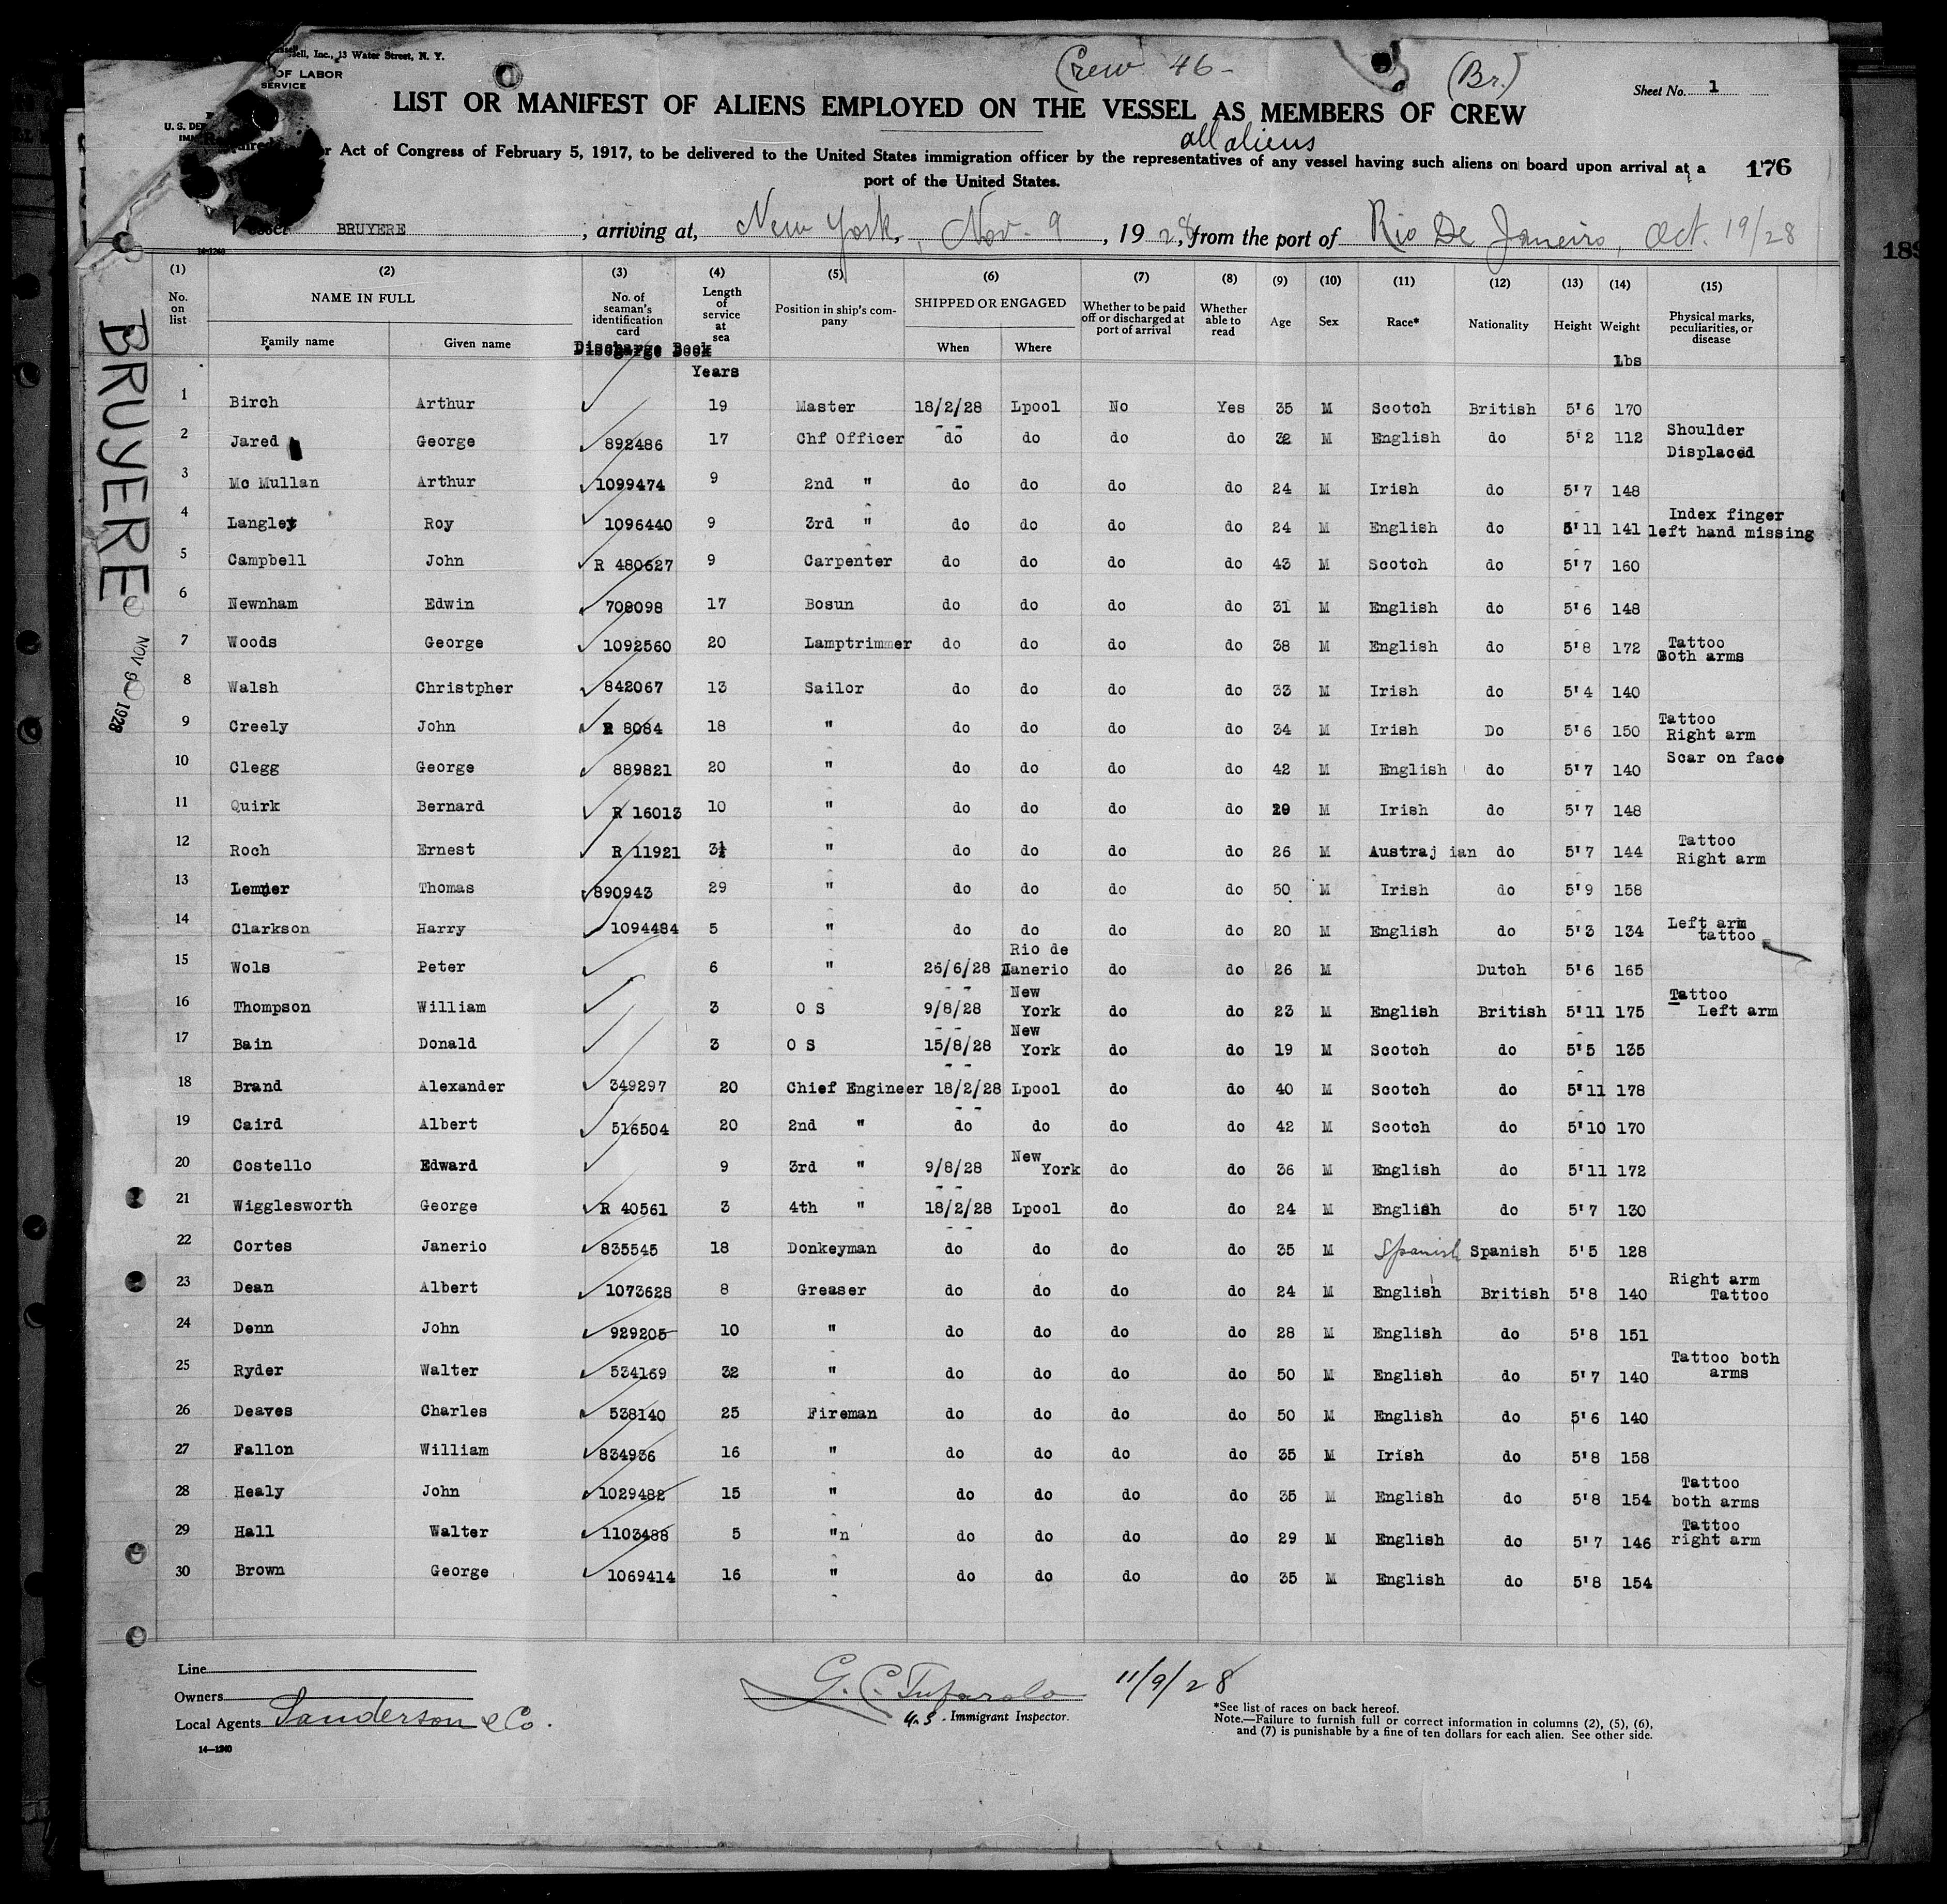 sell, Inc., 13 Water Street, N. Y.
OF LABOR
SERVICE
Crew 46 -
(Br.)
Sheet No. 1
LIST OR MANIFEST OF ALIENS EMPLOYED ON THE VESSEL AS MEMBERS OF CREW
all aliens
U. S. DE
Act of Congress of February 5, 1917, to be delivered to the United States immigration officer by the representatives of any vessel having such aliens on board upon arrival at a
port of the United States.
176
BRUYERE , arriving at, New York, Nov. 9 , 1928, from the port of Rio De Janeiro, Oct. 19/28
14-1240
(1) (2) (3) (4) (5) (6) (7) (8) (9) (10) (11) (12) (13) (14) (15)
No. on list NAME IN FULL Family name Given name No. of seaman's identification card Length of service at sea Position in ship's company SHIPPED OR ENGAGED When Where Whether to be paid off or discharged at port of arrival Whether able to read Age Sex Race* Nationality Height Weight Physical marks, peculiarities, or disease
Discharge Book Years lbs
1 Birch Arthur 19 Master 18/2/28 Lpool No Yes 35 M Scotch British 5'6 170
2 Jared George 892486 17 Chf Officer do do do do 32 M English do 5'2 112 Shoulder Displaced
3 Mc Mullan Arthur 1099474 9 2nd " do do do do 24 M Irish do 5'7 148
4 Langley Roy 1096440 9 3rd " do do do do 24 M English do 5'11 141 Index finger left hand missing
5 Campbell John R 480627 9 Carpenter do do do do 43 M Scotch do 5'7 160
6 Newnham Edwin 708098 17 Bosun do do do do 31 M English do 5'6 148
7 Woods George 1092560 20 Lamptrimmer do do do do 38 M English do 5'8 172 Tattoo Both arms
8 Walsh Christpher 842067 13 Sailor do do do do 33 M Irish do 5'4 140
9 Creely John R 8084 18 " do do do do 34 M Irish Do 5'6 150 Tattoo Right arm
10 Clegg George 889821 20 " do do do do 42 M English do 5'7 140 Scar on face
11 Quirk Bernard R 16013 10 " do do do do 29 M Irish do 5'7 148
12 Roch Ernest R 11921 3½ " do do do do 26 M Austraj ian do 5'7 144 Tattoo Right arm
13 Thomas 890943 29 " do do do do 50 M Irish do 5'9 158
14 Clarkson Harry 1094484 5 " do do do do 20 M English do 5'3 134 Left arm tattoo
15 Wols Peter 6 " 26/6/28 Rio de Janerio do do 26 M Dutch 5'6 165
16 Thompson William 3 O S 9/8/28 New York do do 23 M English British 5'11 175 Tattoo Left arm
17 Bain Donald 3 O S 15/8/28 New York do do 19 M Scotch do 5'5 135
18 Brand Alexander 349297 20 Chief Engineer 18/2/28 Lpool do do 40 M Scotch do 5'11 178
19 Caird Albert 516504 20 2nd " do do do do 42 M Scotch do 5'10 170
20 Costello Edward 9 3rd " 9/8/28 New York do do 36 M English do 5'11 172
21 Wigglesworth George R 40561 3 4th " 18/2/28 Lpool do do 24 M English do 5'7 130
22 Cortes Janerio 835545 18 Donkeyman do do do do 35 M Spanish Spanish 5'5 128
23 Dean Albert 1073628 8 Greaser do do do do 24 M English British 5'8 140 Right arm Tattoo
24 Denn John 929205 10 " do do do do 28 M English do 5'8 151
25 Ryder Walter 534169 32 " do do do do 50 M English do 5'7 140 Tattoo both arms
26 Deaves Charles 538140 25 Fireman do do do do 50 M English do 5'6 140
27 Fallon William 834936 16 " do do do do 35 M Irish do 5'8 158
28 Healy John 1029482 15 " do do do do 35 M English do 5'8 154 Tattoo both arms
29 Hall Walter 1103488 5 "n do do do do 29 M English do 5'7 146 Tattoo right arm
30 Brown George 1069414 16 " do do do do 35 M English do 5'8 154
BRUYERE
NOV 9 1928
Line
Owners
Local Agents Sanderson & Co.
14—1240
11/9/28
U.S. Immigrant Inspector.
*See list of races on back hereof.
Note.—Failure to furnish full or correct information in columns (2), (5), (6),
and (7) is punishable by a fine of ten dollars for each alien. See other side.